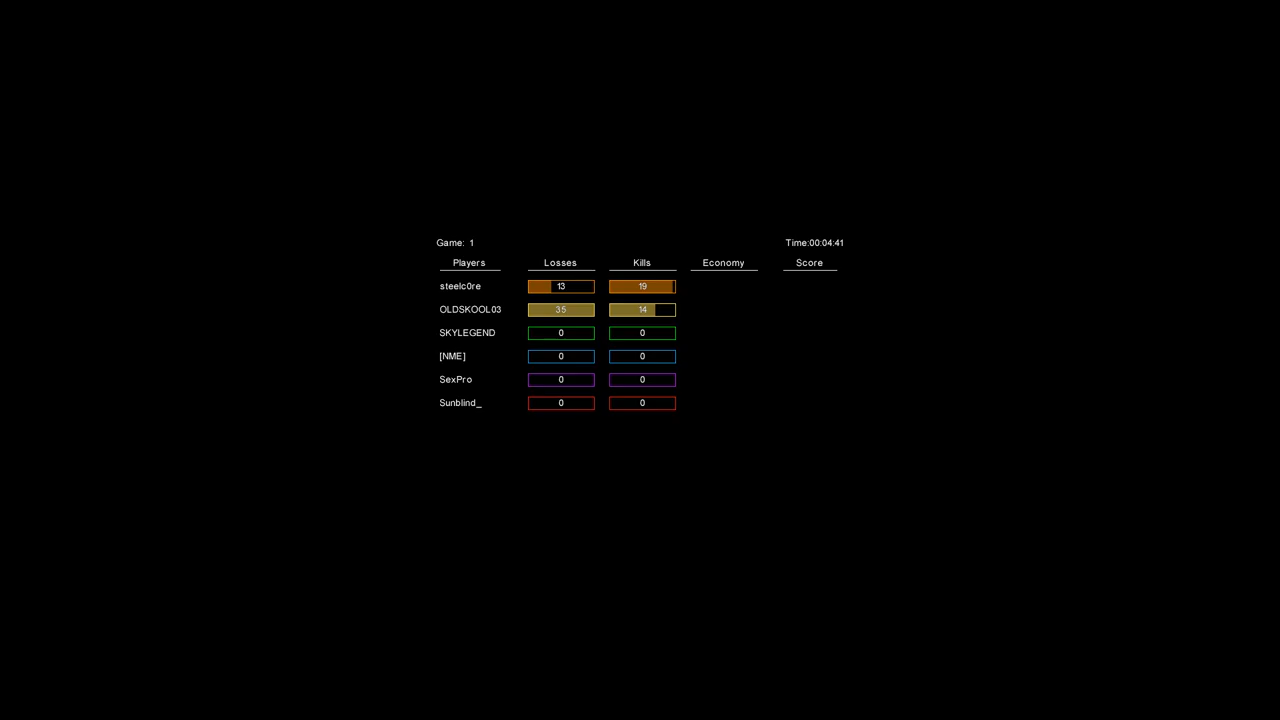 Game: 1 Time:00:04:41
Players Losses Kills Economy Score
steelc0re 13 19
OLDSKOOL03 35 14
SKYLEGEND 0 0
[NME] 0 0
SexPro 0 0
Sunblind_ 0 0